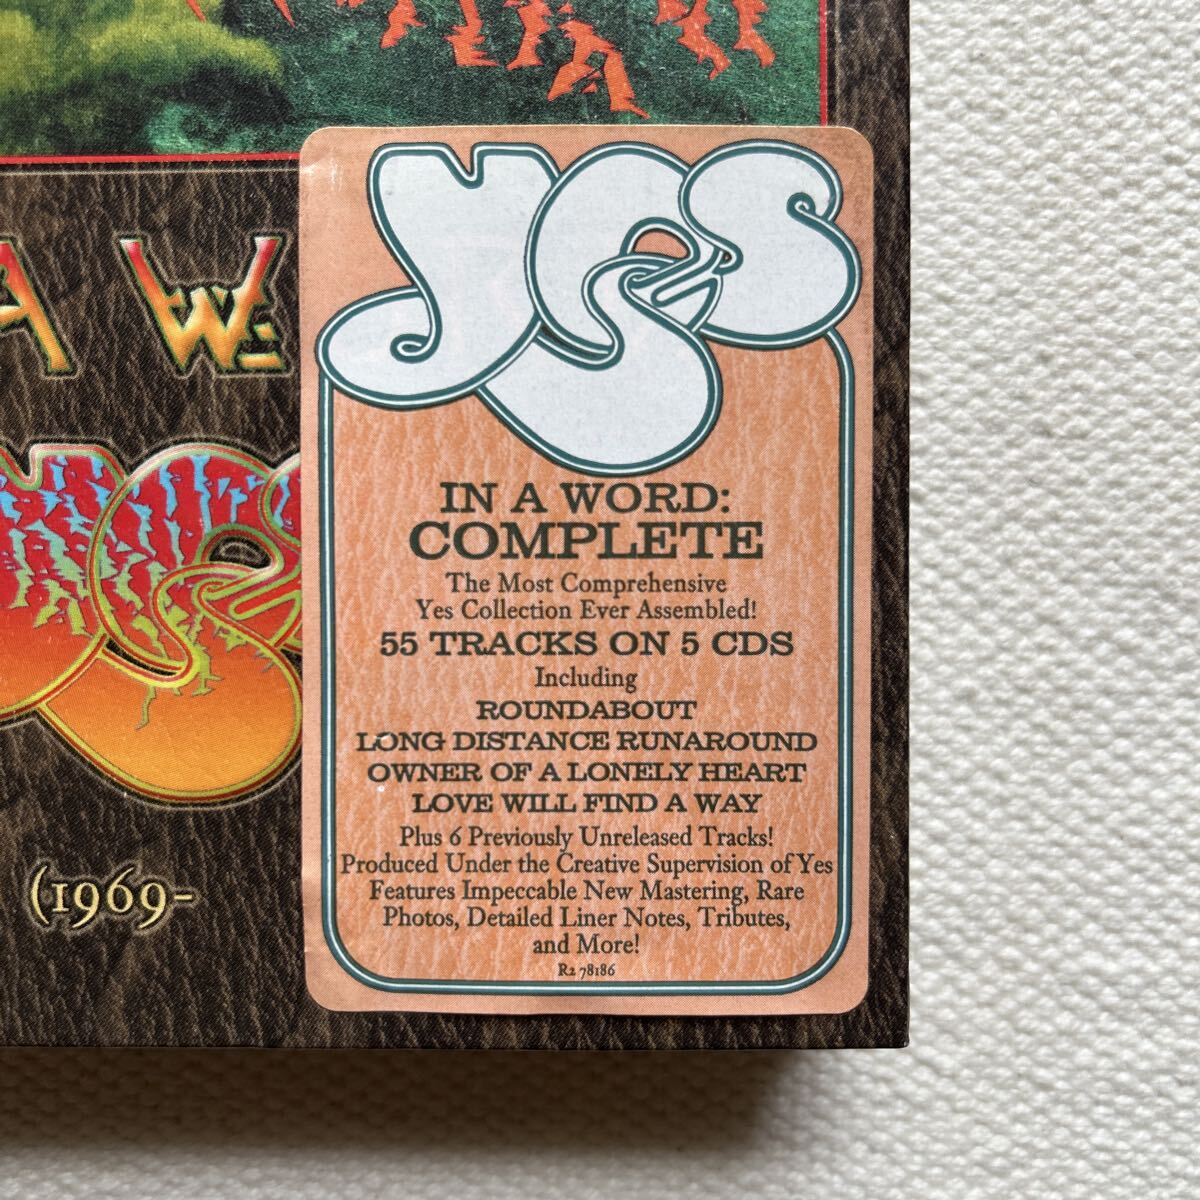 A W
yes
(1969-
yes
IN A WORD:
COMPLETE
The Most Comprehensive
Yes Collection Ever Assembled!
55 TRACKS ON 5 CDS
Including
ROUNDABOUT
LONG DISTANCE RUNAROUND
OWNER OF A LONELY HEART
LOVE WILL FIND A WAY
Plus 6 Previously Unreleased Tracks!
Produced Under the Creative Supervision of Yes
Features Impeccable New Mastering, Rare
Photos, Detailed Liner Notes, Tributes,
and More!
R2 78186